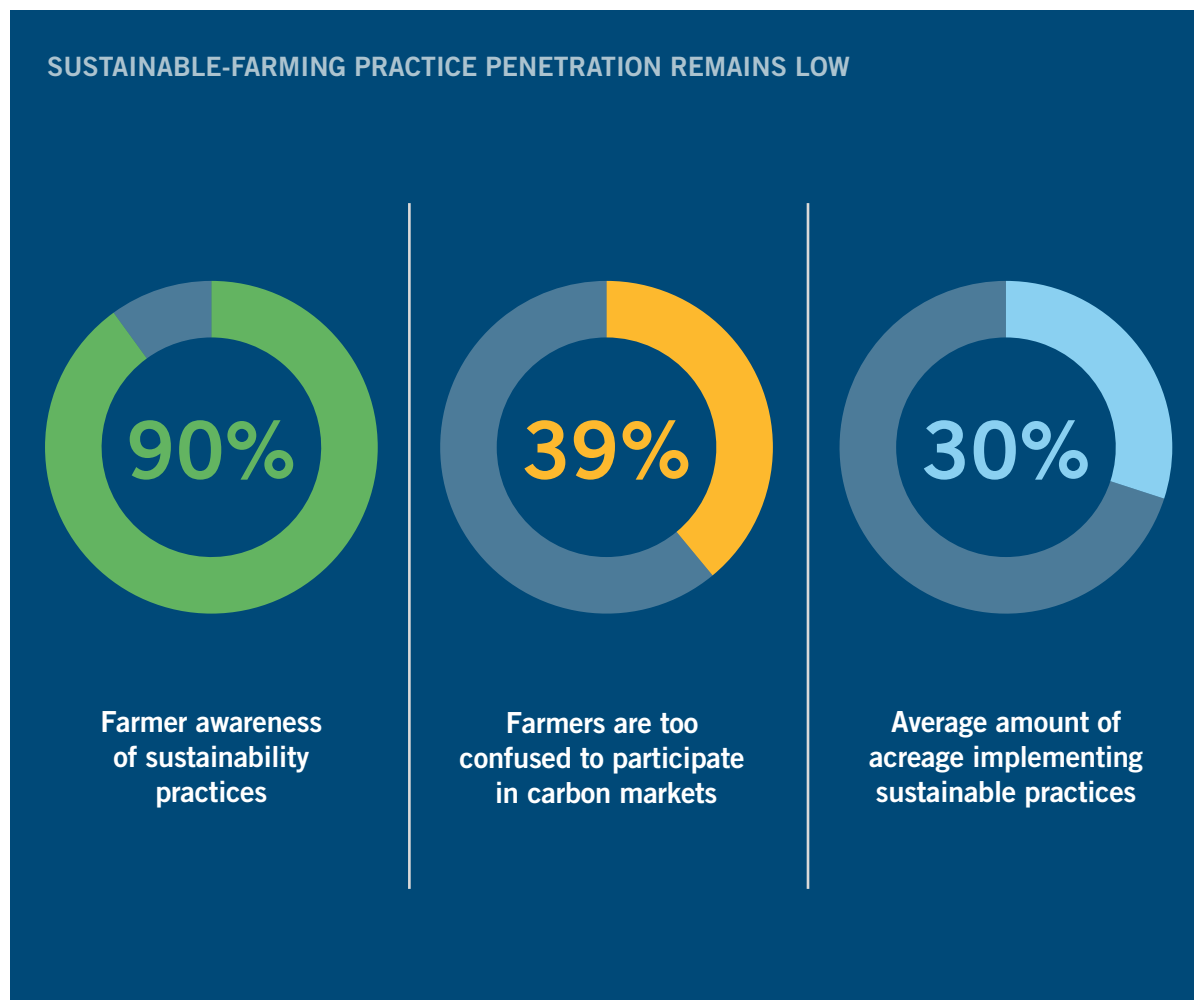 SUSTAINABLE-FARMING PRACTICE PENETRATION REMAINS LOW
90%
Farmer awareness
of sustainability
practices
39%
Farmers are too
confused to participate
in carbon markets
30%
Average amount of
acreage implementing
sustainable practices